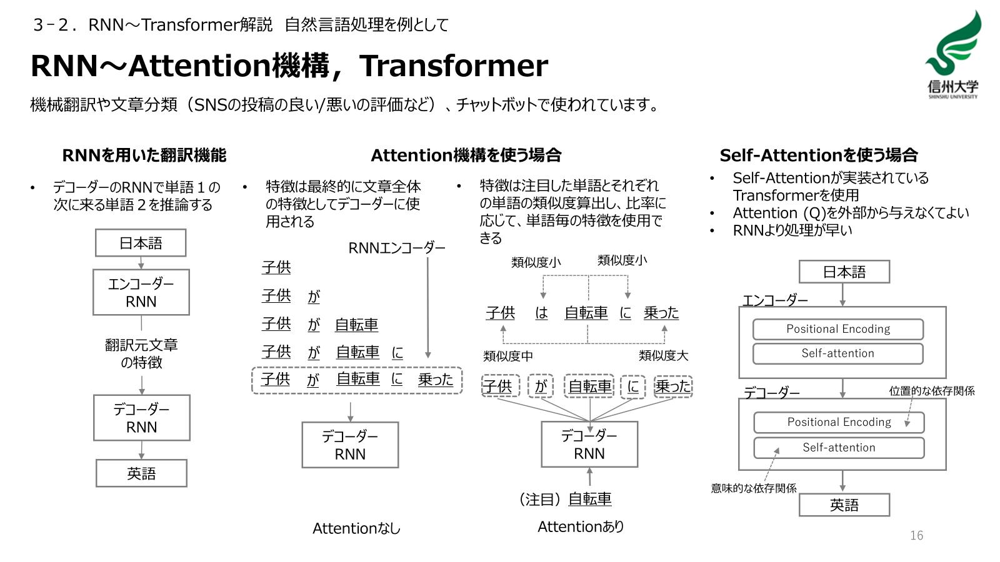 ３−２．RNN～Transformer解説　自然言語処理を例として
RNN～Attention機構，Transformer
信州大学
SHINSHU UNIVERSITY
機械翻訳や文章分類（SNSの投稿の良い/悪いの評価など）、チャットボットで使われています。
RNNを用いた翻訳機能
• デコーダーのRNNで単語１の
次に来る単語２を推論する
日本語
エンコーダー
RNN
翻訳元文章
の特徴
デコーダー
RNN
英語
Attention機構を使う場合
• 特徴は最終的に文章全体
の特徴としてデコーダーに使
用される
RNNエンコーダー
子供
子供 が
子供 が 自転車
子供 が 自転車 に
子供 が 自転車 に 乗った
デコーダー
RNN
Attentionなし
• 特徴は注目した単語とそれぞれ
の単語の類似度算出し、比率に
応じて、単語毎の特徴を使用で
きる
類似度小 類似度小
子供 は 自転車 に 乗った
類似度中 類似度大
子供 が 自転車 に 乗った
デコーダー
RNN
（注目）自転車
Attentionあり
Self-Attentionを使う場合
• Self-Attentionが実装されている
Transformerを使用
• Attention (Q)を外部から与えなくてよい
• RNNより処理が早い
日本語
エンコーダー
Positional Encoding
Self-attention
デコーダー
位置的な依存関係
Positional Encoding
Self-attention
意味的な依存関係
英語
16